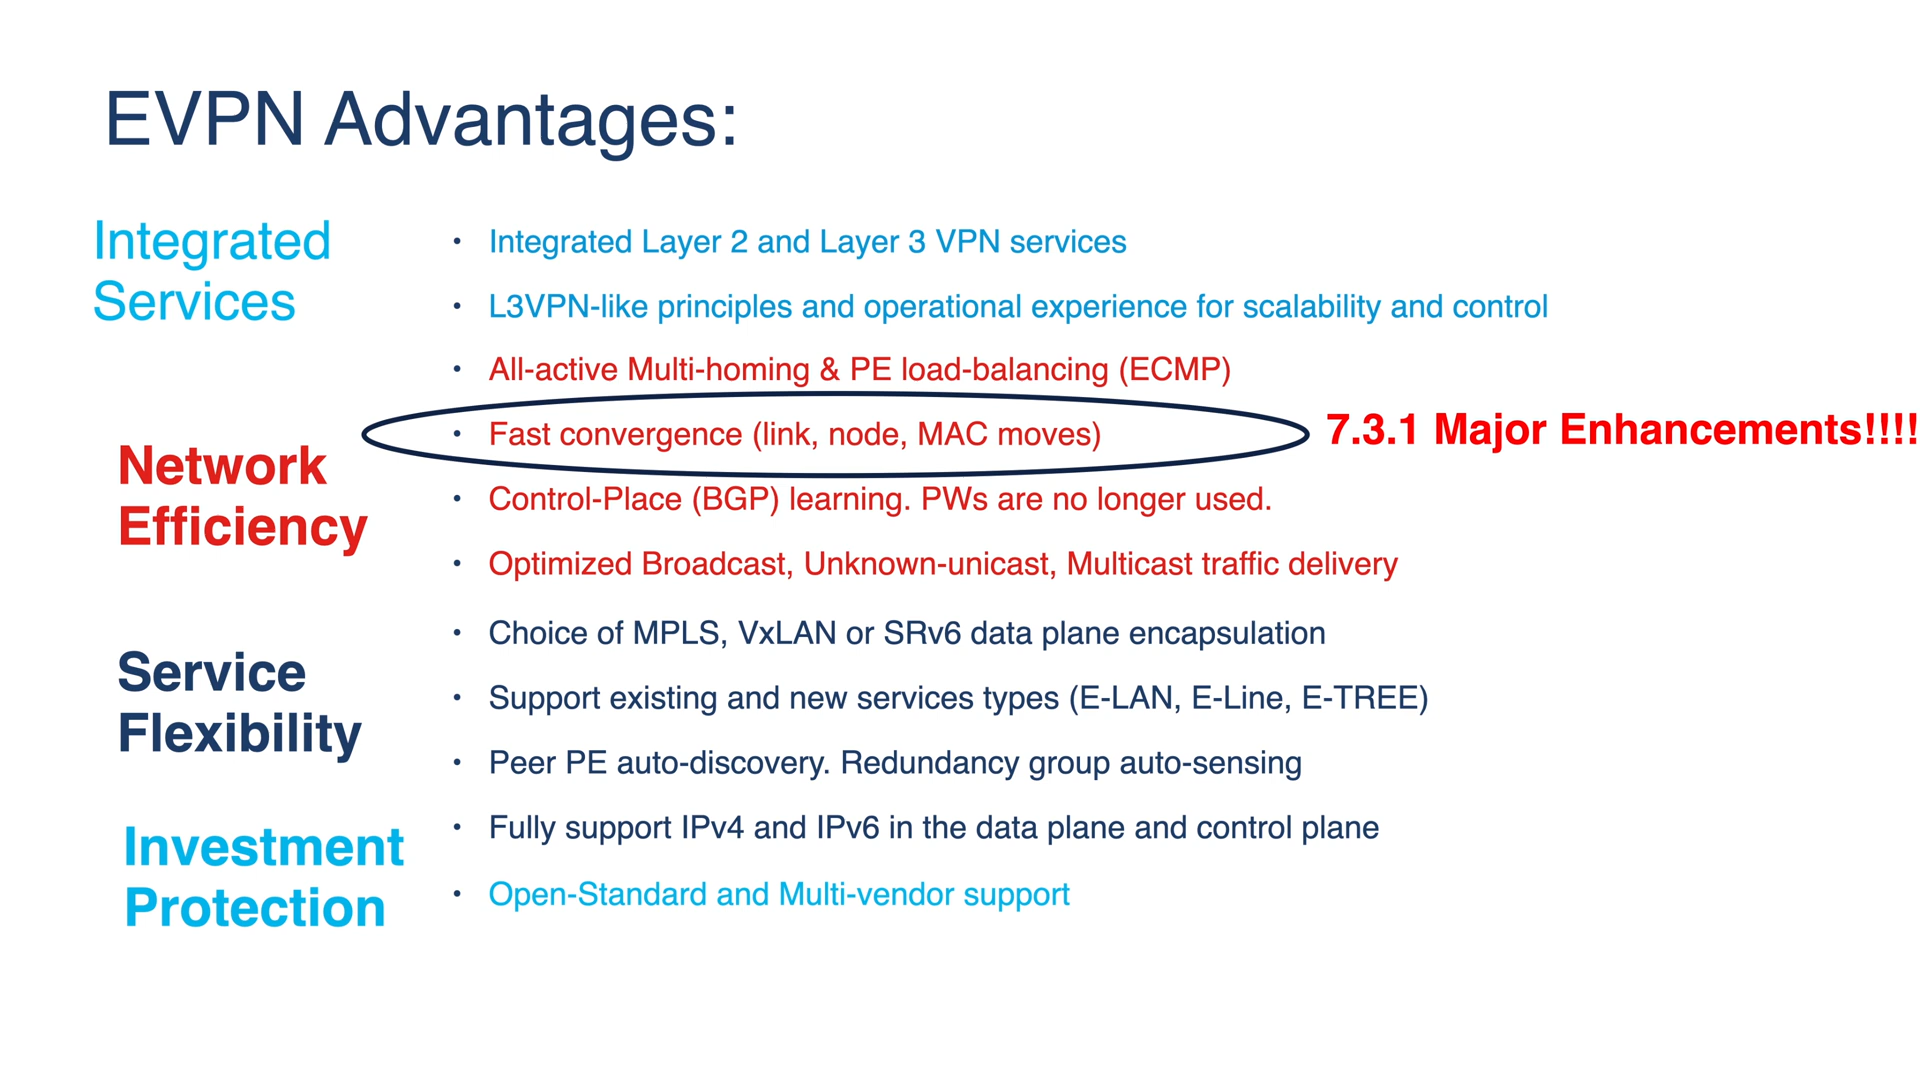 EVPN Advantages:
Integrated
Services
• Integrated Layer 2 and Layer 3 VPN services
• L3VPN-like principles and operational experience for scalability and control
Network
Efficiency
• All-active Multi-homing & PE load-balancing (ECMP)
• Fast convergence (link, node, MAC moves)
7.3.1 Major Enhancements!!!!
• Control-Place (BGP) learning. PWs are no longer used.
• Optimized Broadcast, Unknown-unicast, Multicast traffic delivery
Service
Flexibility
• Choice of MPLS, VxLAN or SRv6 data plane encapsulation
• Support existing and new services types (E-LAN, E-Line, E-TREE)
• Peer PE auto-discovery. Redundancy group auto-sensing
• Fully support IPv4 and IPv6 in the data plane and control plane
Investment
Protection
• Open-Standard and Multi-vendor support